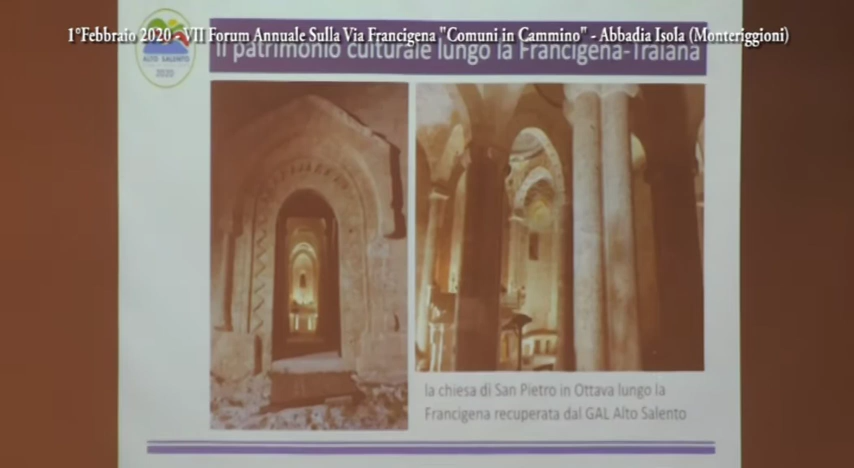 1°Febbraio 2020 - VII Forum Annuale Sulla Via Francigena "Comuni in Cammino" - Abbadia Isola (Monteriggioni)
ALTO SALENTO
2020
Il patrimonio culturale lungo la Francigena-Traiana
la chiesa di San Pietro in Ottava lungo la
Francigena recuperata dal GAL Alto Salento